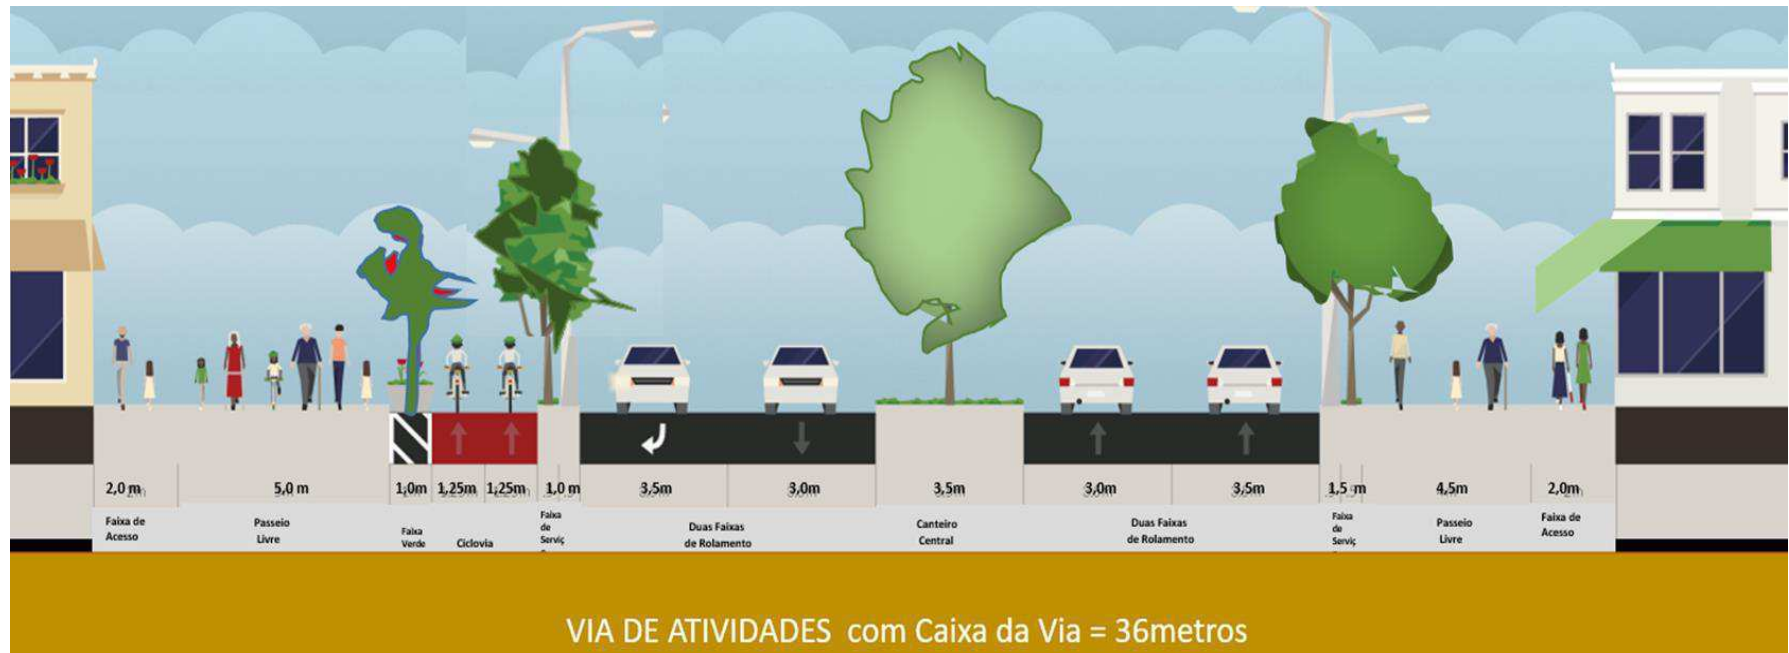 2,0 m 5,0 m 1,0m 1,25m 1,25m 1,0 m 3,5m 3,0m 3,5m 3,0m 3,5m 1,5 m 4,5m 2,0m
Faixa de
Acesso
Passeio
Livre
Faixa
Verde
Ciclovia
Faixa
de
Serviç
Duas Faixas
de Rolamento
Canteiro
Central
Duas Faixas
de Rolamento
Faixa
de
Serviç
Passeio
Livre
Faixa de
Acesso
VIA DE ATIVIDADES com Caixa da Via = 36metros